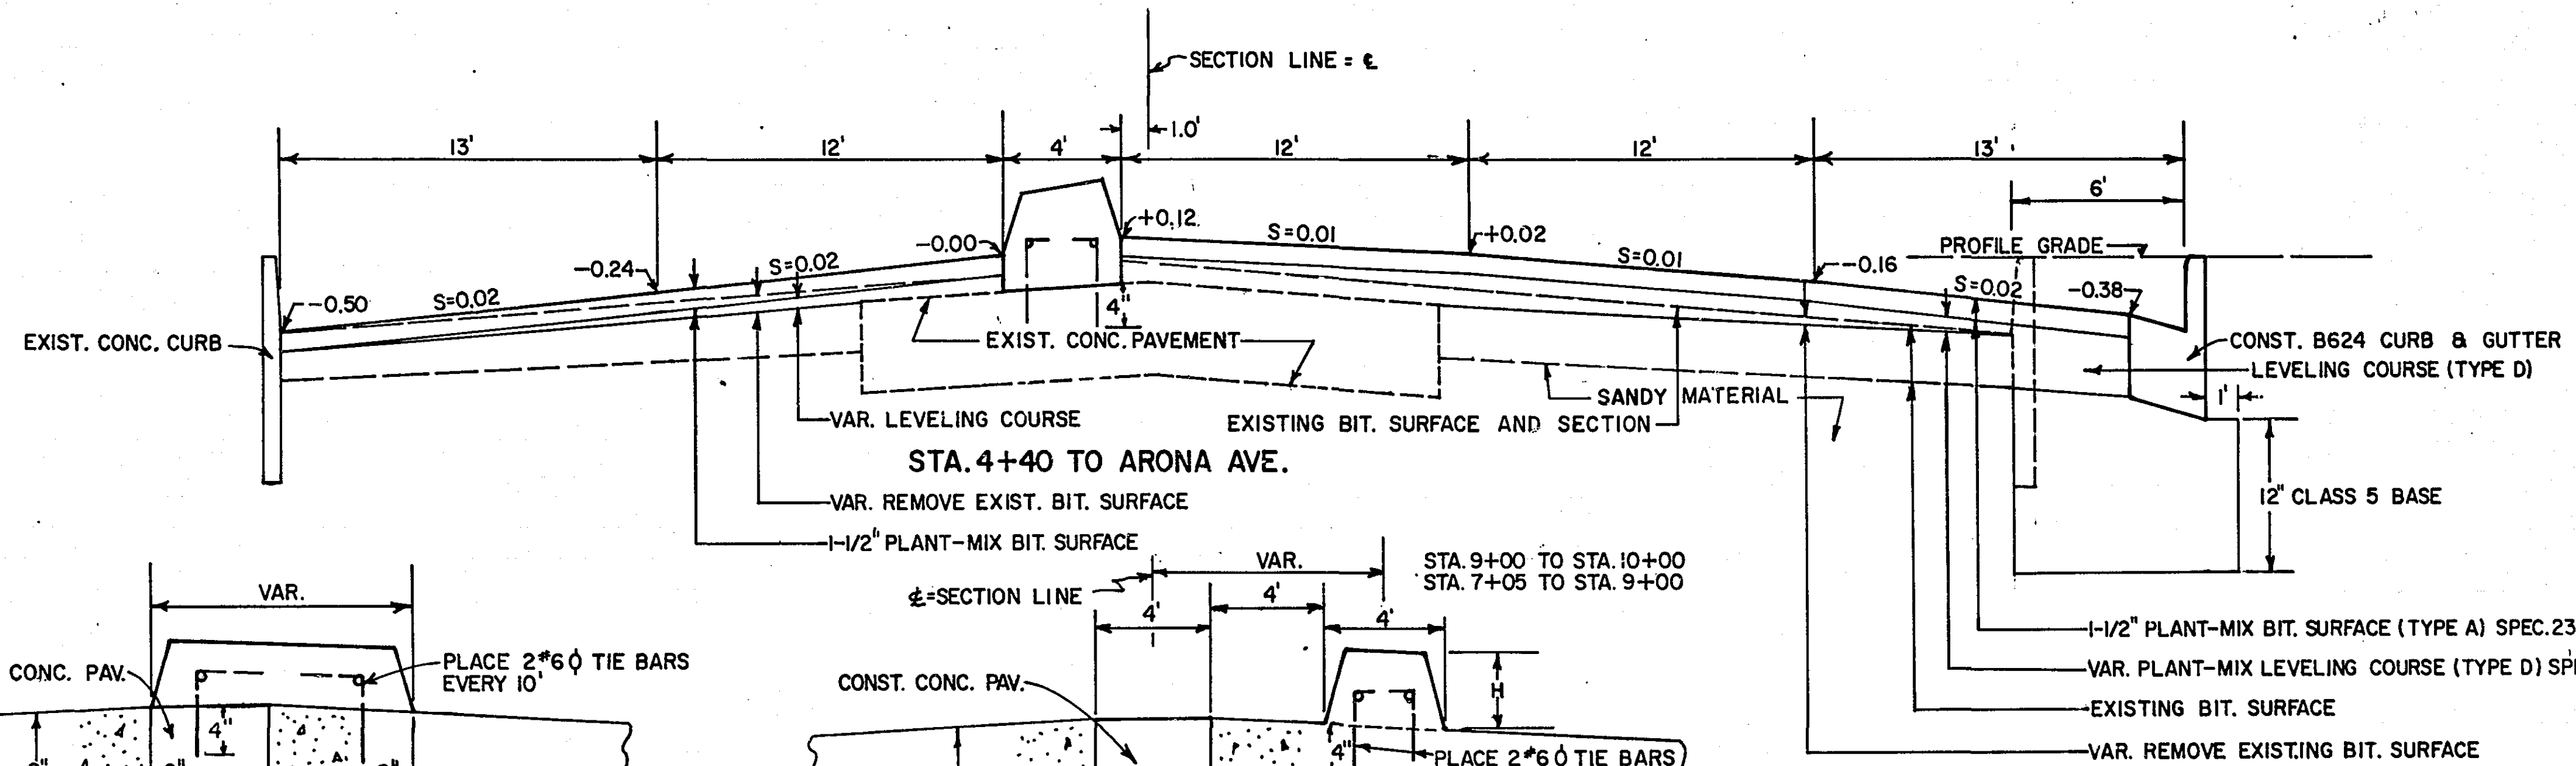 SECTION LINE = ℄
1.0'
13'
12'
4'
12'
12'
13'
6'
+0.12
S=0.01
+0.02
-0.00
PROFILE GRADE
S=0.01
-0.16
-0.24
S=0.02
S=0.02
-0.38
-0.50
S=0.02
4"
EXIST. CONC. CURB
EXIST. CONC. PAVEMENT
CONST. B624 CURB & GUTTER
LEVELING COURSE (TYPE D)
SANDY MATERIAL
1'
VAR. LEVELING COURSE
EXISTING BIT. SURFACE AND SECTION
STA. 4+40 TO ARONA AVE.
VAR. REMOVE EXIST. BIT. SURFACE
12" CLASS 5 BASE
1-1/2" PLANT-MIX BIT. SURFACE
VAR.
STA. 9+00 TO STA. 10+00
STA. 7+05 TO STA. 9+00
VAR.
℄=SECTION LINE
4'
4'
4'
1-1/2" PLANT-MIX BIT. SURFACE (TYPE A) SPEC. 23
CONC. PAV.
PLACE 2 #6 ϕ TIE BARS
EVERY 10'
CONST. CONC. PAV.
H
VAR. PLANT-MIX LEVELING COURSE (TYPE D)
EXISTING BIT. SURFACE
4"
4"
PLACE 2 #6 ϕ TIE BARS
VAR. REMOVE EXISTING BIT. SURFACE